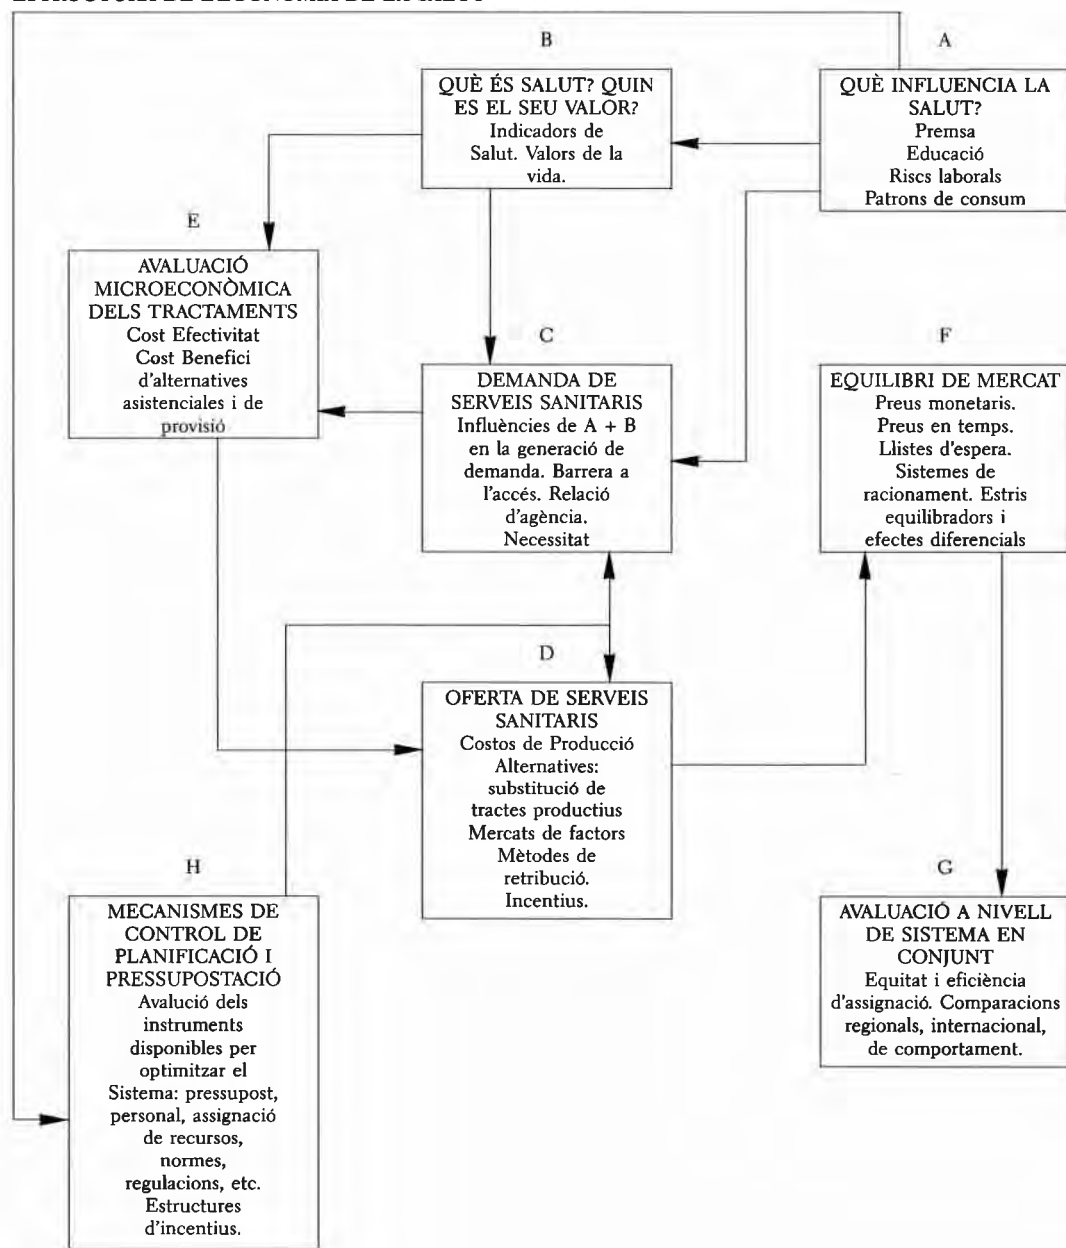 B
A
QUÈ ÉS SALUT? QUIN
ES EL SEU VALOR?
Indicadors de
Salut. Valors de la
vida.
QUÈ INFLUENCIA LA
SALUT?
Premsa
Educació
Riscs laborals
Patrons de consum
E
AVALUACIÓ
MICROECONÒMICA
DELS TRACTAMENTS
Cost Efectivitat
Cost Benefici
d'alternatives
asistencials i de
provisió
C
DEMANDA DE
SERVEIS SANITARIS
Influències de A + B
en la generació de
demanda. Barrera a
l'accés. Relació
d'agència.
Necessitat
F
EQUILIBRI DE MERCAT
Preus monetaris.
Preus en temps.
Llistes d'espera.
Sistemes de
racionament. Estris
equilibradors i
efectes diferencials
D
OFERTA DE SERVEIS
SANITARIS
Costos de Producció
Alternatives:
substitució de
tractes productius
Mercats de factors
Mètodes de
retribució.
Incentius.
H
MECANISMES DE
CONTROL DE
PLANIFICACIÓ I
PRESSUPOSTACIÓ
Avalució dels
instruments
disponibles per
optimitzar el
Sistema: pressupost,
personal, assignació
de recursos,
normes,
regulacions, etc.
Estructures
d'incentius.
G
AVALUACIÓ A NIVELL
DE SISTEMA EN
CONJUNT
Equitat i eficiència
d'assignació. Comparacions
regionals, internacional,
de comportament.